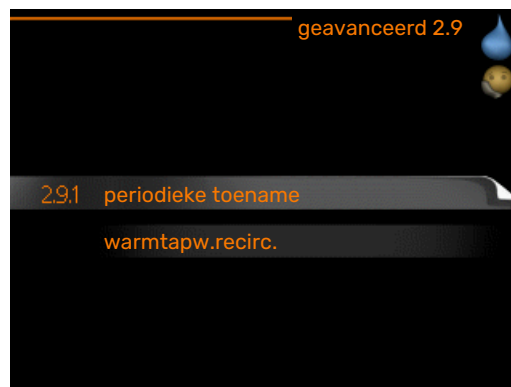 geavanceerd 2.9
2.9.1 periodieke toename
warmtapw.recirc.